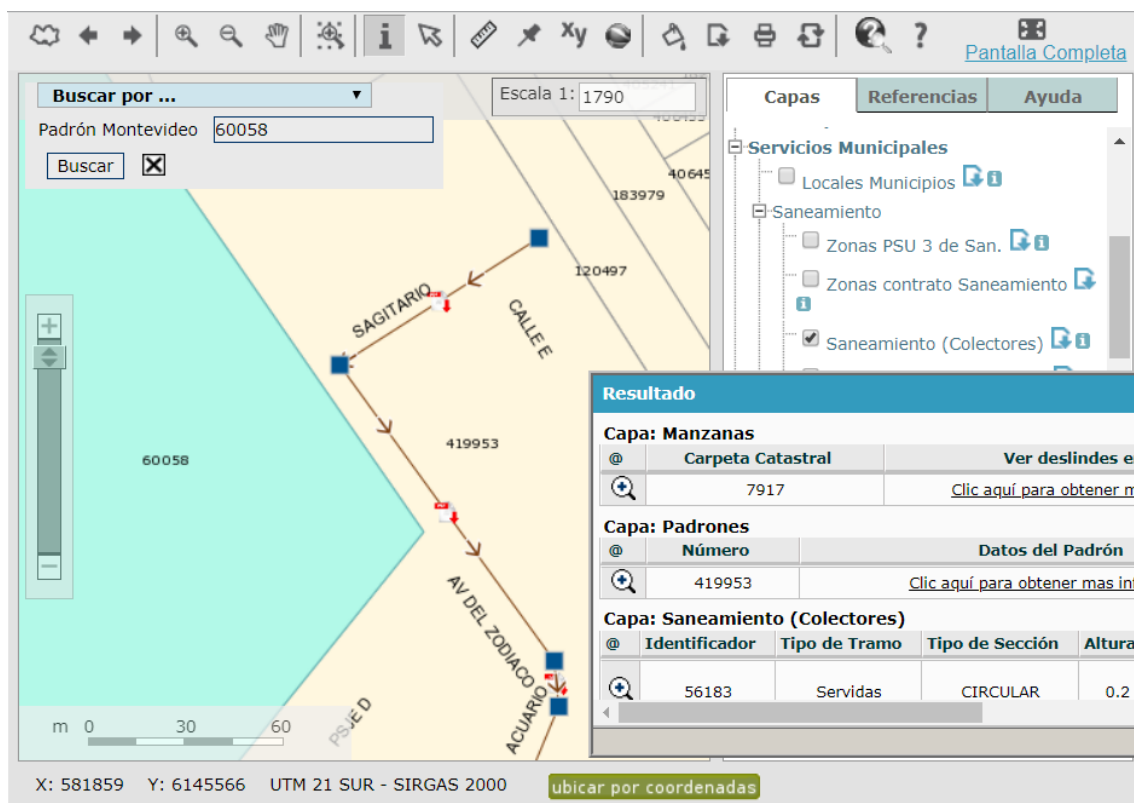 Pantalla Completa
Buscar por ...
Padrón Montevideo 60058
Buscar
Escala 1: 1790
183979
120497
SAGITARIO
CALLE E
419953
60058
AV DEL ZODIACO
ACUARIO
PSJE D
m 0 30 60
Capas Referencias Ayuda
Servicios Municipales
Locales Municipios
Saneamiento
Zonas PSU 3 de San.
Zonas contrato Saneamiento
Saneamiento (Colectores)
Resultado
Capa: Manzanas
@ Carpeta Catastral Ver deslindes e
7917 Clic aquí para obtener m
Capa: Padrones
@ Número Datos del Padrón
419953 Clic aquí para obtener mas in
Capa: Saneamiento (Colectores)
@ Identificador Tipo de Tramo Tipo de Sección Altura
56183 Servidas CIRCULAR 0.2
X: 581859 Y: 6145566 UTM 21 SUR - SIRGAS 2000 ubicar por coordenadas